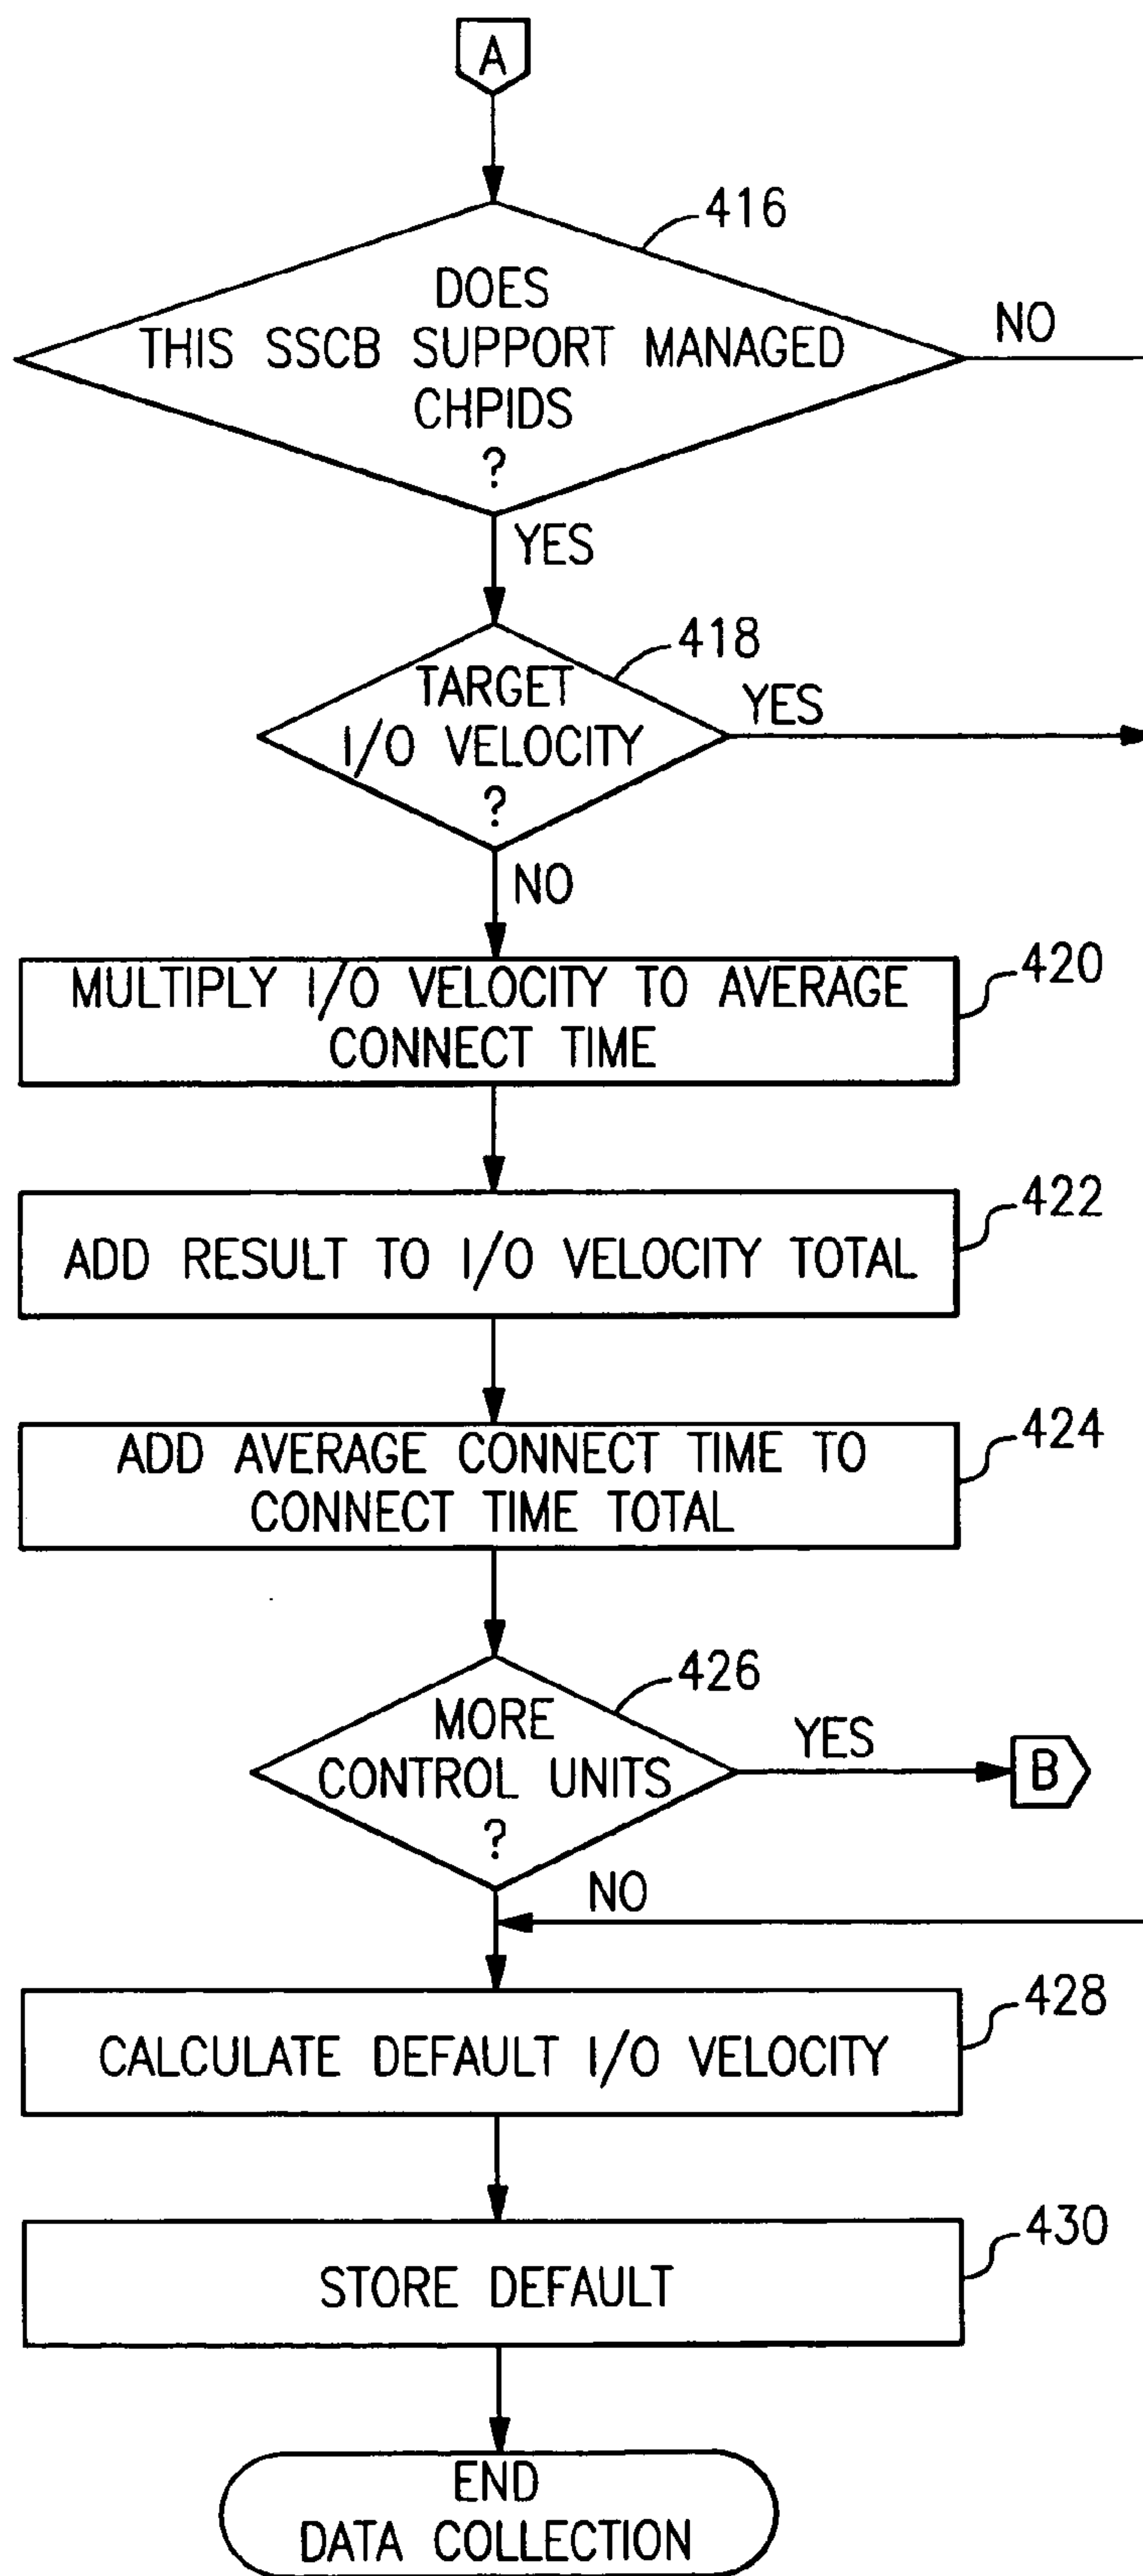 A
416
DOES
THIS SSCB SUPPORT MANAGED
CHPIDS
?
NO
YES
418
TARGET
I/O VELOCITY
?
YES
NO
420
MULTIPLY I/O VELOCITY TO AVERAGE
CONNECT TIME
422
ADD RESULT TO I/O VELOCITY TOTAL
424
ADD AVERAGE CONNECT TIME TO
CONNECT TIME TOTAL
426
MORE
CONTROL UNITS
?
YES
B
NO
428
CALCULATE DEFAULT I/O VELOCITY
430
STORE DEFAULT
END
DATA COLLECTION